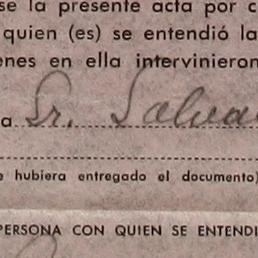 se la presente acta por c
quien (es) se entendió la
enes en ella intervinieron
a Sr. Salva
e hubiera entregado el documento)
PERSONA CON QUIEN SE ENTENDI